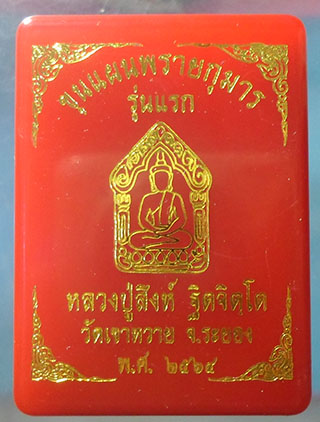 ขุนแผนพรายกุมาร
รุ่นแรก
หลวงปู่สิงห์ ฐิตจิตฺโต
วัดเขาหวาย จ.ระยอง
พ.ศ. ๒๕๖๔